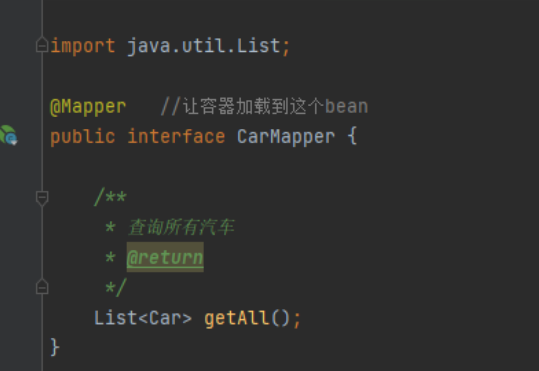 import java.util.List;
@Mapper   //让容器加载到这个bean
public interface CarMapper {
/**
* 查询所有汽车
* @return
*/
List<Car> getAll();
}